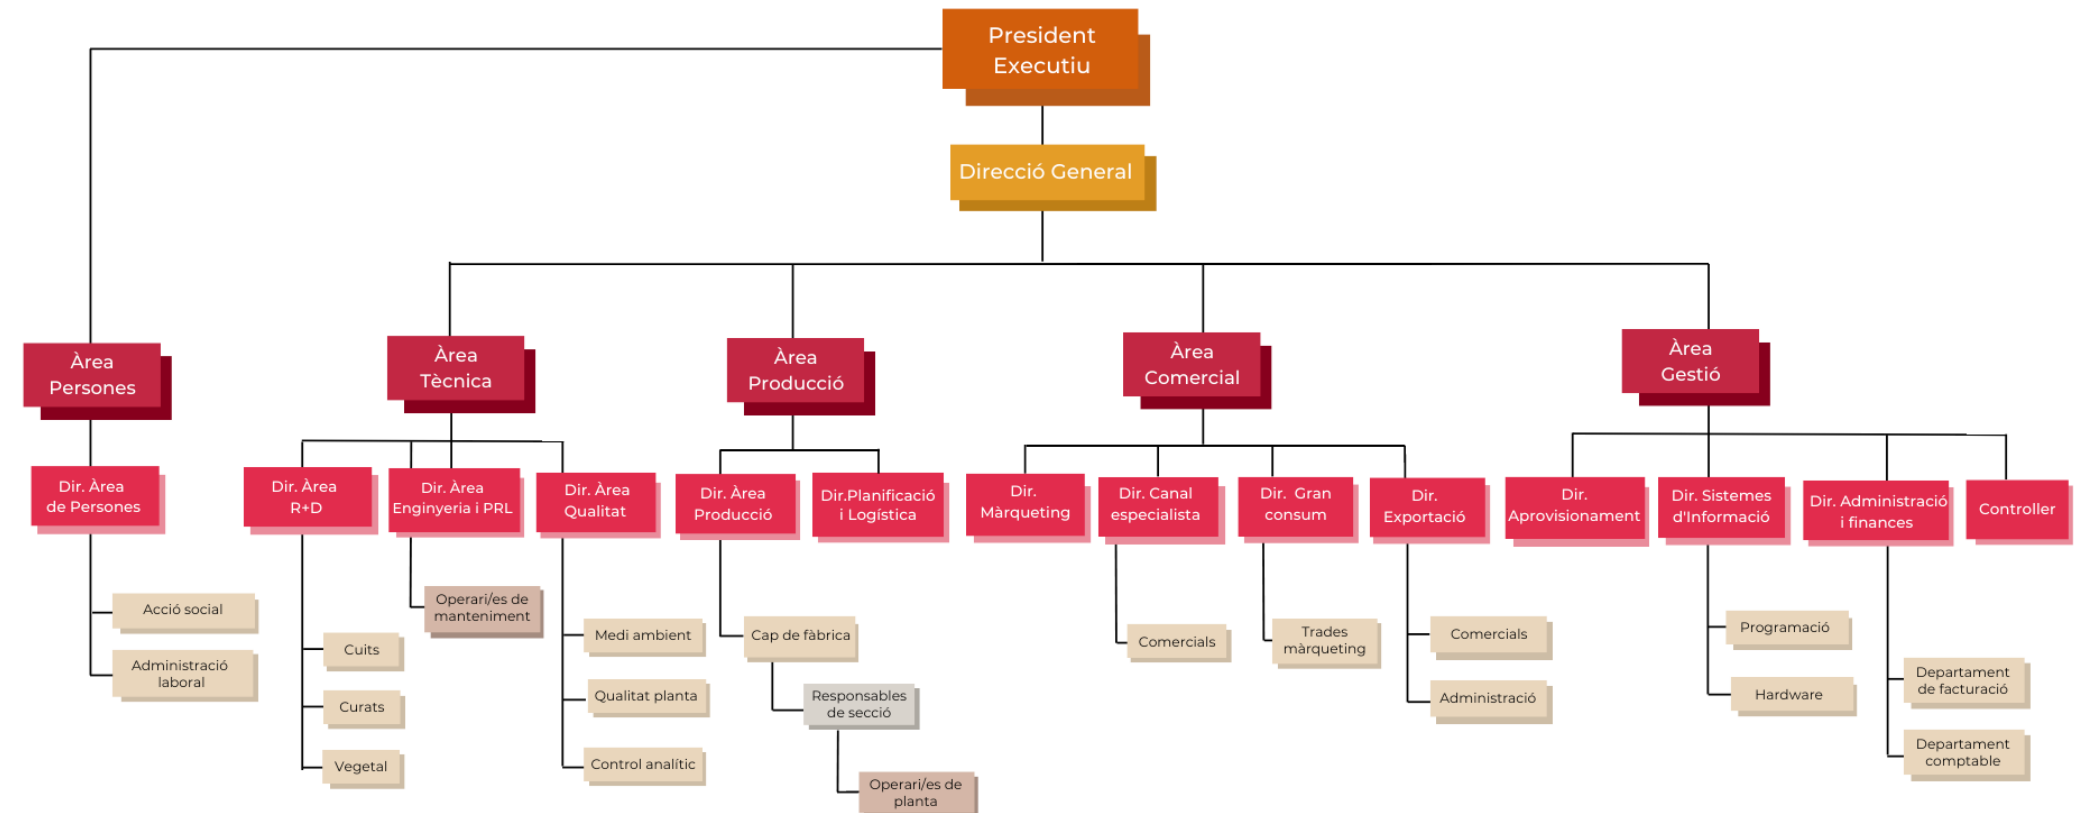 President
Executiu
Direcció General
Àrea
Persones
Àrea
Tècnica
Àrea
Producció
Àrea
Comercial
Àrea
Gestió
Dir. Àrea
de Persones
Dir. Àrea
R+D
Dir. Àrea
Enginyeria i PRL
Dir. Àrea
Qualitat
Dir. Àrea
Producció
Dir.Planificació
i Logística
Dir.
Màrqueting
Dir. Canal
especialista
Dir. Gran
consum
Dir.
Exportació
Dir.
Aprovisionament
Dir. Sistemes
d'Informació
Dir. Administració
i finances
Controller
Acció social
Administració
laboral
Cuits
Curats
Vegetal
Operari/es de
manteniment
Medi ambient
Qualitat planta
Control analític
Cap de fàbrica
Responsables
de secció
Operari/es de
planta
Comercials
Trades
màrqueting
Comercials
Administració
Programació
Hardware
Departament
de facturació
Departament
comptable